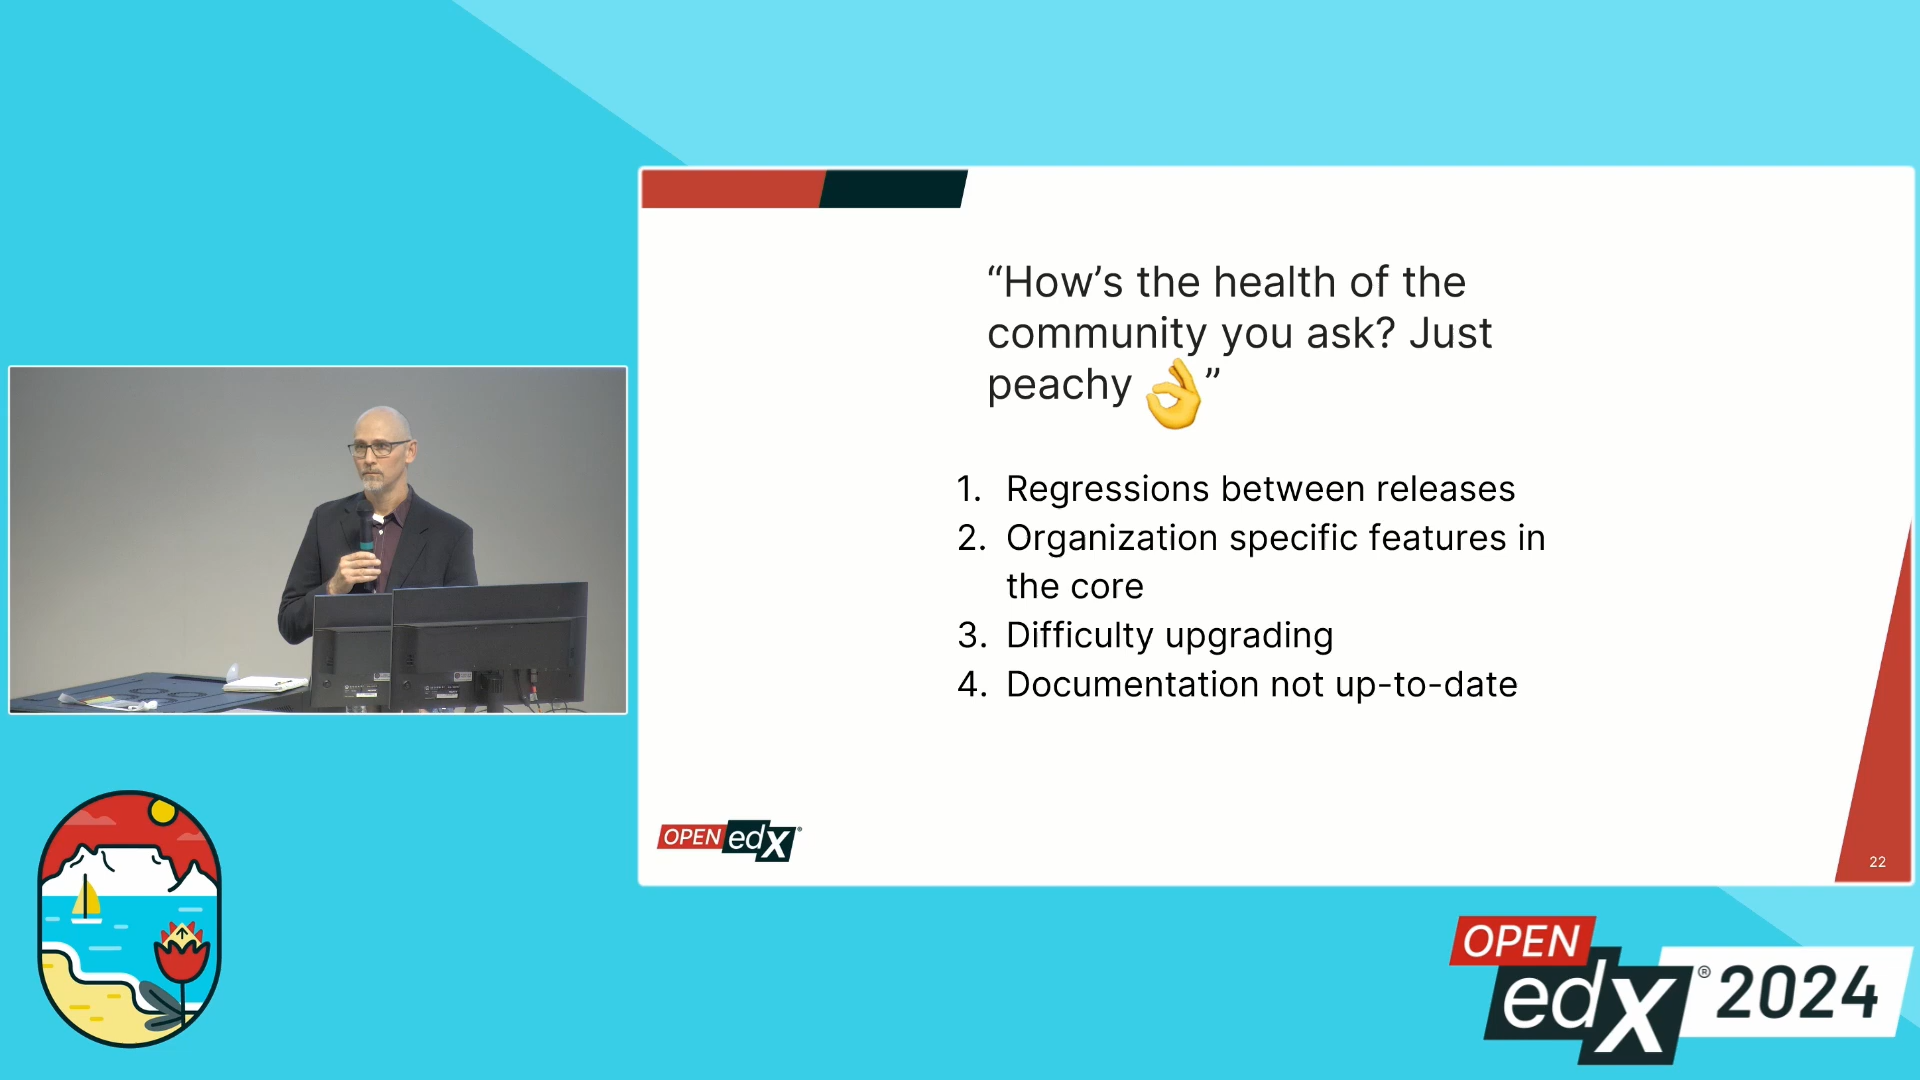 “How’s the health of the
community you ask? Just
peachy 👌”
1. Regressions between releases
2. Organization specific features in
the core
3. Difficulty upgrading
4. Documentation not up-to-date
OPEN edX®
22
OPEN
edX® 2024